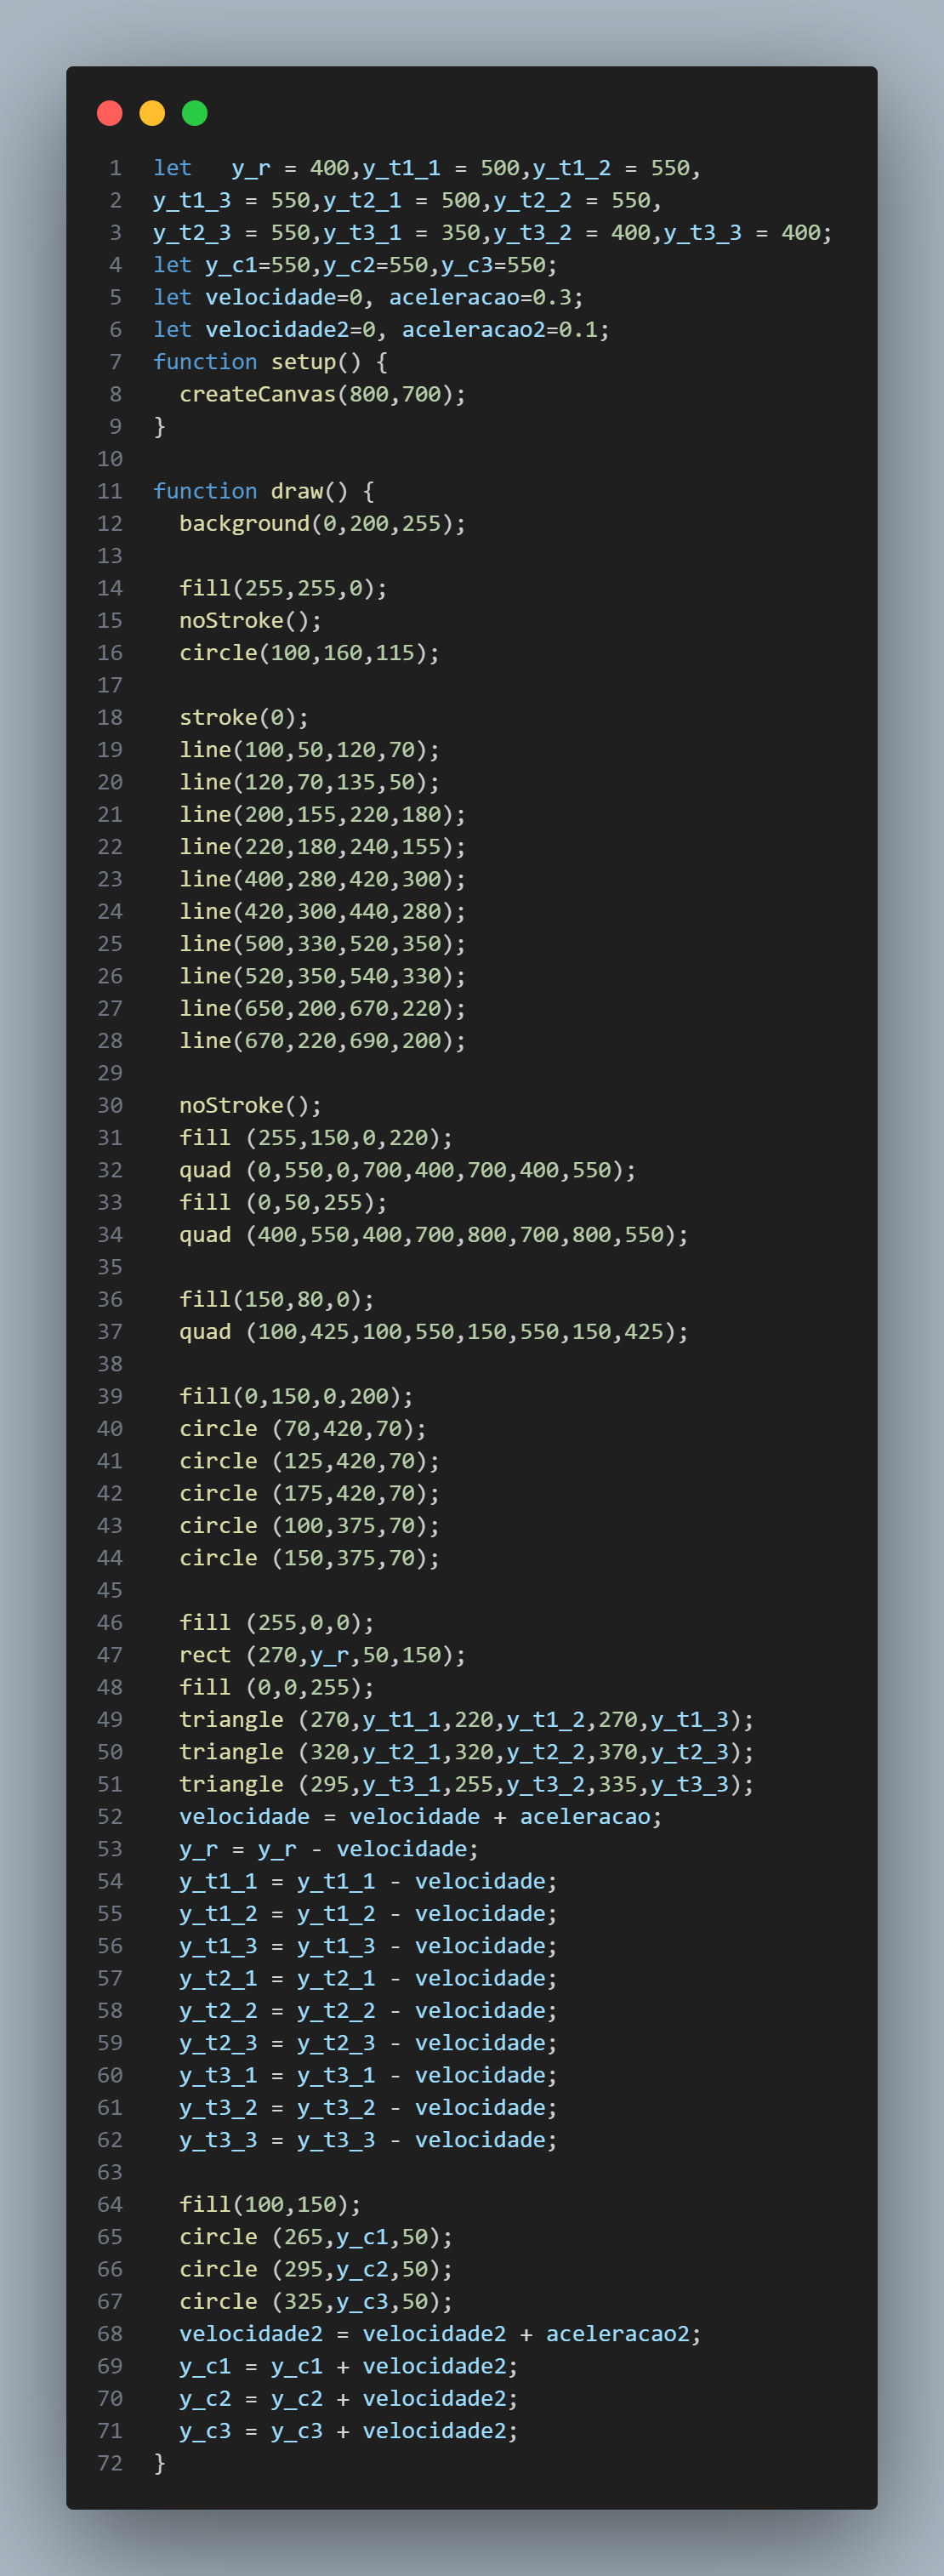 1 let   y_r = 400,y_t1_1 = 500,y_t1_2 = 550,
2 y_t1_3 = 550,y_t2_1 = 500,y_t2_2 = 550,
3 y_t2_3 = 550,y_t3_1 = 350,y_t3_2 = 400,y_t3_3 = 400;
4 let y_c1=550,y_c2=550,y_c3=550;
5 let velocidade=0, aceleracao=0.3;
6 let velocidade2=0, aceleracao2=0.1;
7 function setup() {
8   createCanvas(800,700);
9 }
10
11 function draw() {
12   background(0,200,255);
13
14   fill(255,255,0);
15   noStroke();
16   circle(100,160,115);
17
18   stroke(0);
19   line(100,50,120,70);
20   line(120,70,135,50);
21   line(200,155,220,180);
22   line(220,180,240,155);
23   line(400,280,420,300);
24   line(420,300,440,280);
25   line(500,330,520,350);
26   line(520,350,540,330);
27   line(650,200,670,220);
28   line(670,220,690,200);
29
30   noStroke();
31   fill (255,150,0,220);
32   quad (0,550,0,700,400,700,400,550);
33   fill (0,50,255);
34   quad (400,550,400,700,800,700,800,550);
35
36   fill(150,80,0);
37   quad (100,425,100,550,150,550,150,425);
38
39   fill(0,150,0,200);
40   circle (70,420,70);
41   circle (125,420,70);
42   circle (175,420,70);
43   circle (100,375,70);
44   circle (150,375,70);
45
46   fill (255,0,0);
47   rect (270,y_r,50,150);
48   fill (0,0,255);
49   triangle (270,y_t1_1,220,y_t1_2,270,y_t1_3);
50   triangle (320,y_t2_1,320,y_t2_2,370,y_t2_3);
51   triangle (295,y_t3_1,255,y_t3_2,335,y_t3_3);
52   velocidade = velocidade + aceleracao;
53   y_r = y_r - velocidade;
54   y_t1_1 = y_t1_1 - velocidade;
55   y_t1_2 = y_t1_2 - velocidade;
56   y_t1_3 = y_t1_3 - velocidade;
57   y_t2_1 = y_t2_1 - velocidade;
58   y_t2_2 = y_t2_2 - velocidade;
59   y_t2_3 = y_t2_3 - velocidade;
60   y_t3_1 = y_t3_1 - velocidade;
61   y_t3_2 = y_t3_2 - velocidade;
62   y_t3_3 = y_t3_3 - velocidade;
63
64   fill(100,150);
65   circle (265,y_c1,50);
66   circle (295,y_c2,50);
67   circle (325,y_c3,50);
68   velocidade2 = velocidade2 + aceleracao2;
69   y_c1 = y_c1 + velocidade2;
70   y_c2 = y_c2 + velocidade2;
71   y_c3 = y_c3 + velocidade2;
72 }